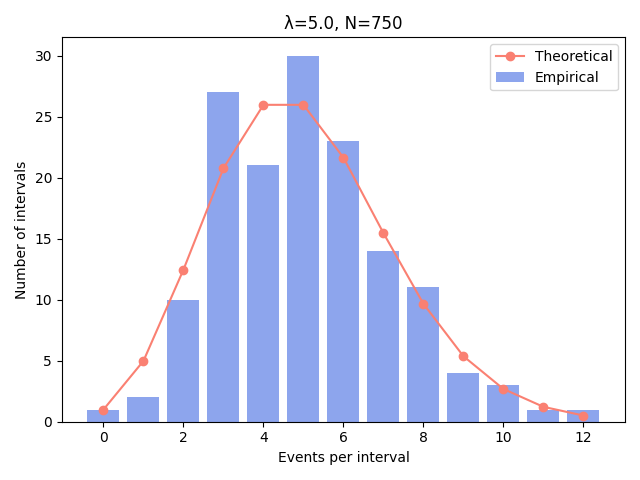 λ=5.0, N=750
Theoretical
Empirical
Number of intervals
30
25
20
15
10
5
0
0 2 4 6 8 10 12
Events per interval